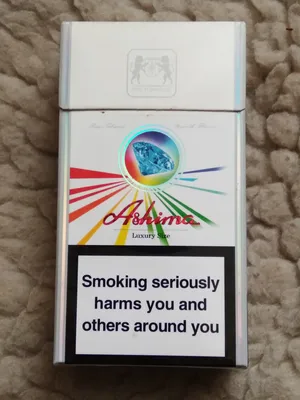 Ashima
Luxury Size
Smoking seriously
harms you and
others around you